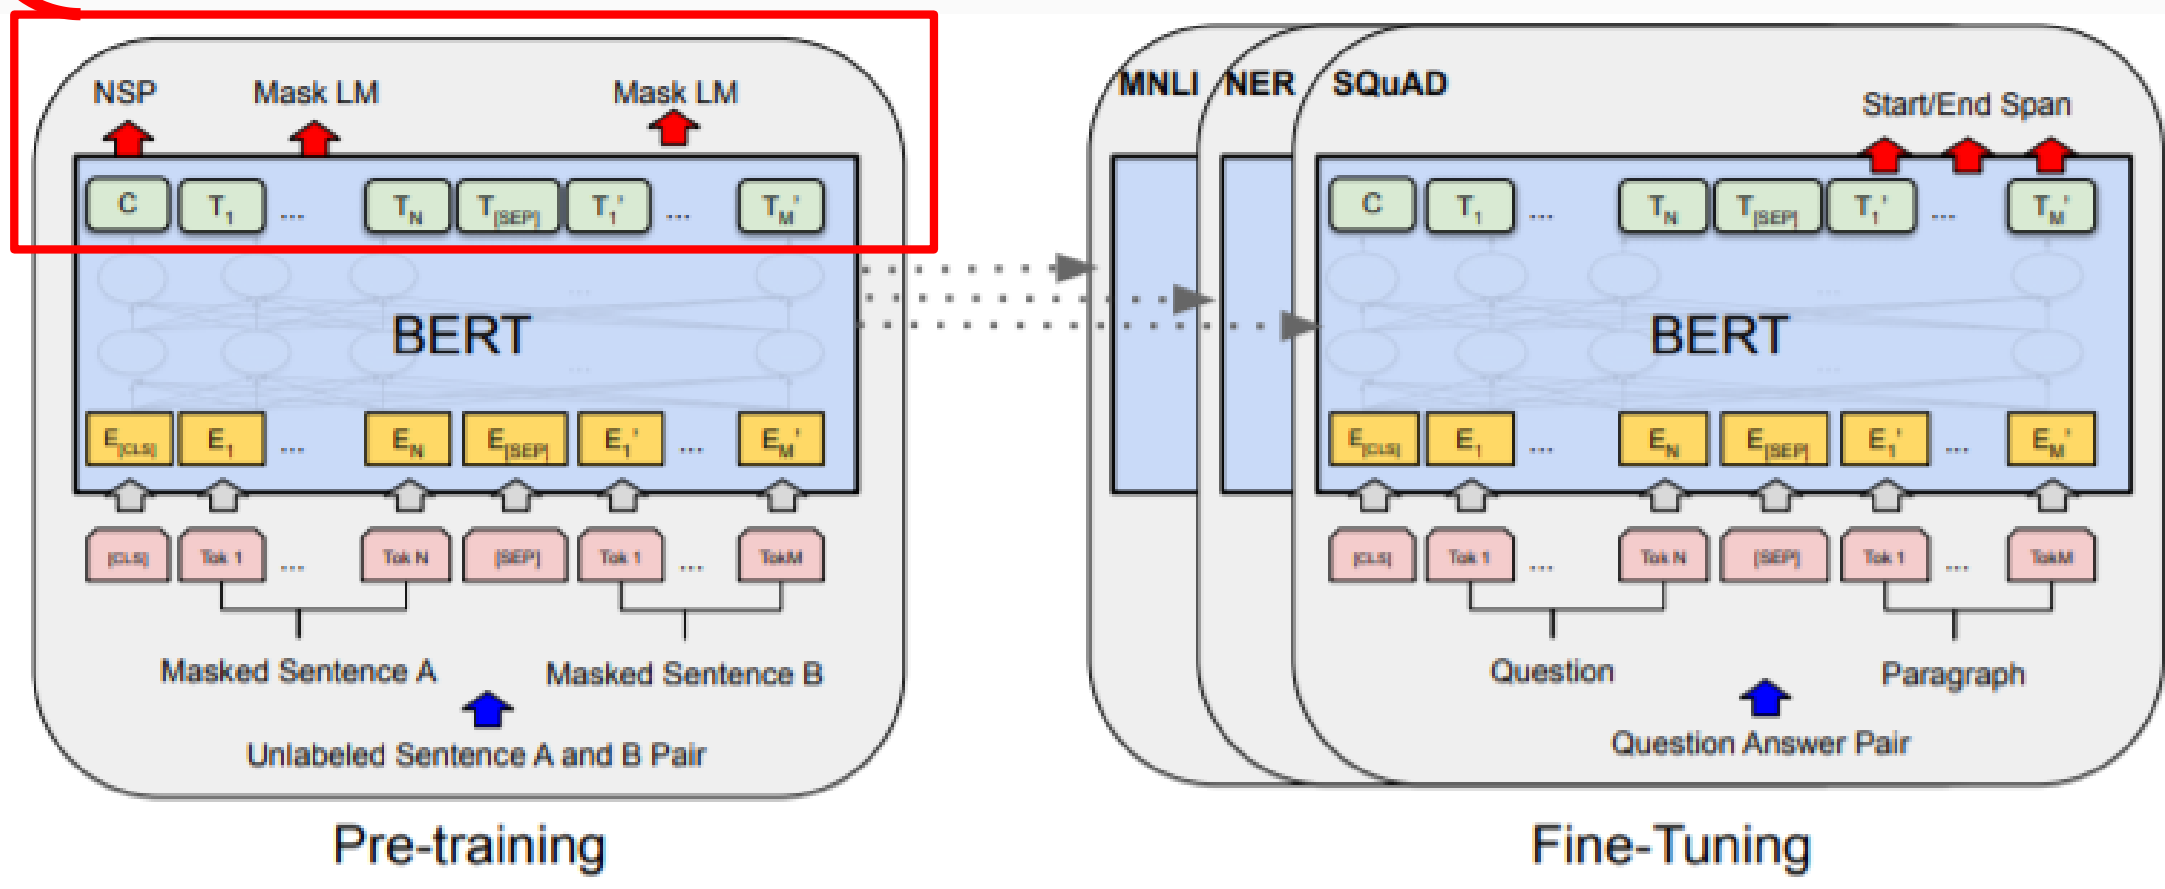 NSP Mask LM Mask LM
C T1 ... TN T[SEP] T1' ... TM'
BERT
E[CLS] E1 ... EN E[SEP] E1' ... EM'
[CLS] Tok 1 ... Tok N [SEP] Tok 1 ... TokM
Masked Sentence A Masked Sentence B
Unlabeled Sentence A and B Pair
Pre-training
MNLI NER SQuAD
Start/End Span
C T1 ... TN T[SEP] T1' ... TM'
BERT
E[CLS] E1 ... EN E[SEP] E1' ... EM'
[CLS] Tok 1 ... Tok N [SEP] Tok 1 ... TokM
Question Paragraph
Question Answer Pair
Fine-Tuning